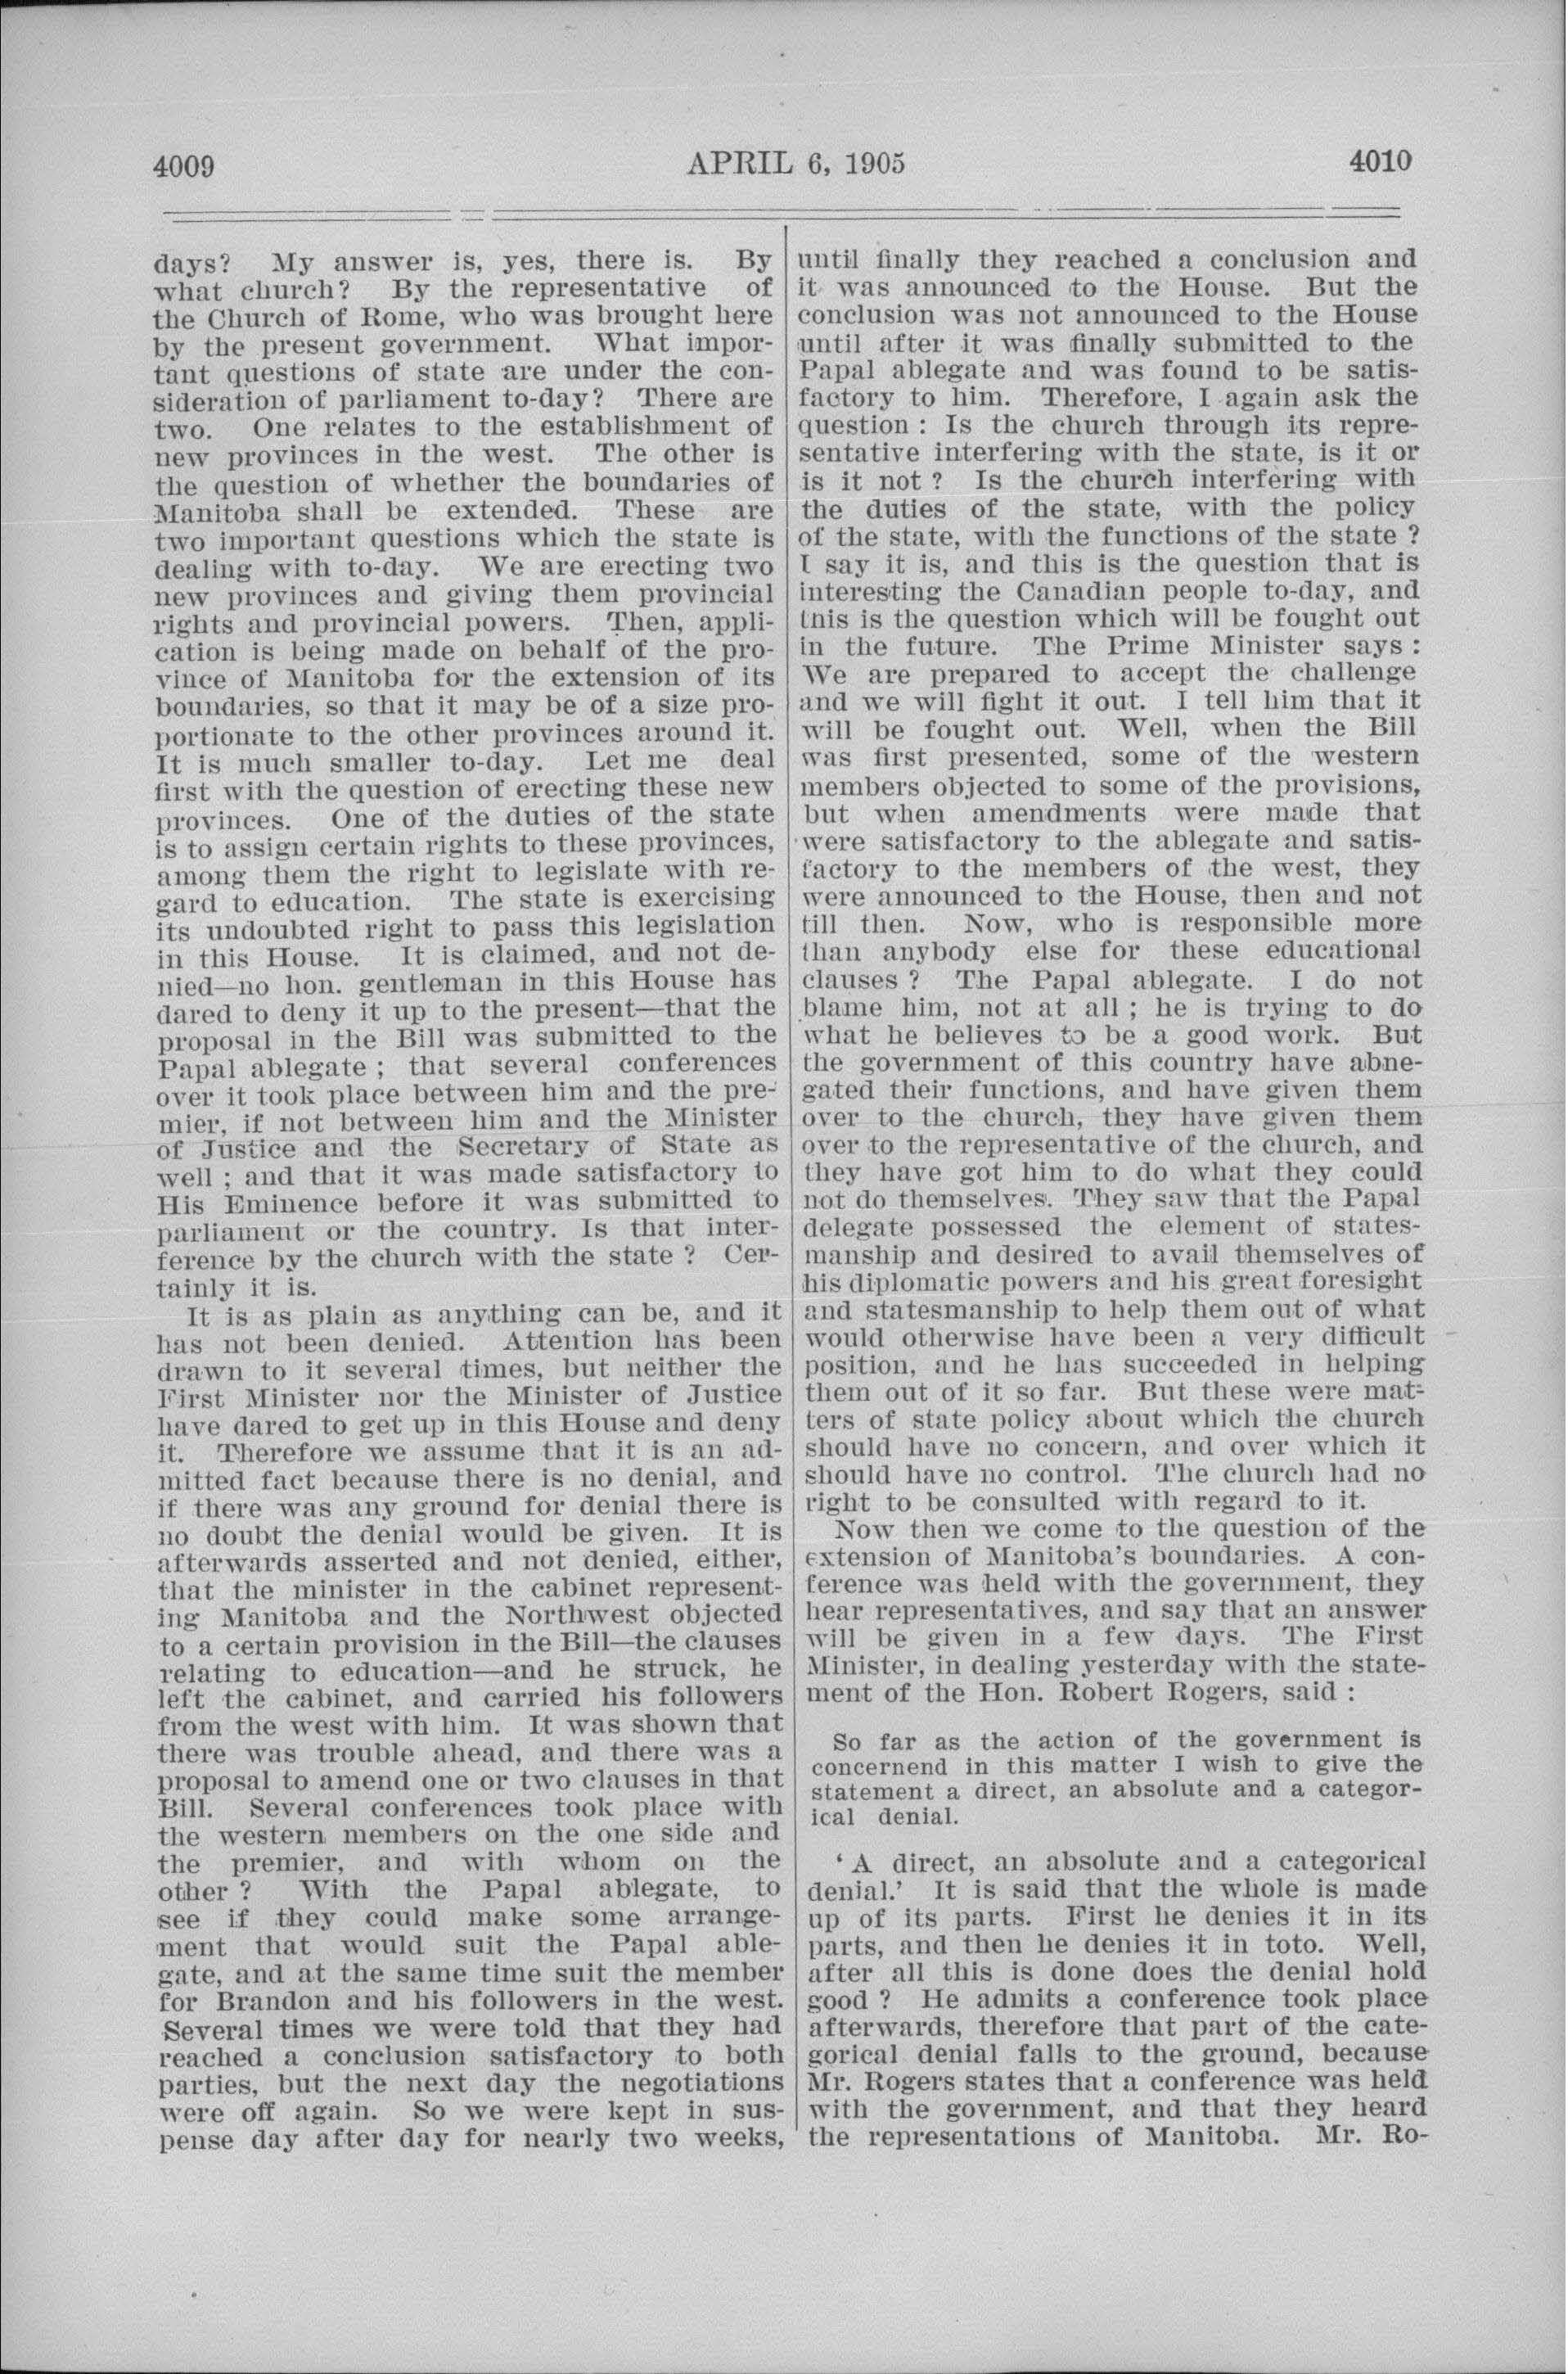 4009
APRIL 6, 1905
4010
days? My answer is, yes, there is. By
what church? By the representative of
the Church of Rome, who was brought here
by the present government. What impor-
tant questions of state are under the con-
sideration of parliament to-day? There are
two. One relates to the establishment of
new provinces in the west. The other is
the question of whether the boundaries of
Manitoba shall be extended. These are
two important questions which the state is
dealing with to-day. We are erecting two
new provinces and giving them provincial
rights and provincial powers. Then, appli-
cation is being made on behalf of the pro-
vince of Manitoba for the extension of its
boundaries, so that it may be of a size pro-
portionate to the other provinces around it.
It is much smaller to-day. Let me deal
first with the question of erecting these new
provinces. One of the duties of the state
is to assign certain rights to these provinces,
among them the right to legislate with re-
gard to education. The state is exercising
its undoubted right to pass this legislation
in this House. It is claimed, and not de-
nied—no hon. gentleman in this House has
dared to deny it up to the present—that the
proposal in the Bill was submitted to the
Papal ablegate ; that several conferences
over it took place between him and the pre-
mier, if not between him and the Minister
of Justice and the Secretary of State as
well ; and that it was made satisfactory to
His Eminence before it was submitted to
parliament or the country. Is that inter-
ference by the church with the state ? Cer-
tainly it is.
It is as plain as anything can be, and it
has not been denied. Attention has been
drawn to it several times, but neither the
First Minister nor the Minister of Justice
have dared to get up in this House and deny
it. Therefore we assume that it is an ad-
mitted fact because there is no denial, and
if there was any ground for denial there is
no doubt the denial would be given. It is
afterwards asserted and not denied, either,
that the minister in the cabinet represent-
ing Manitoba and the Northwest objected
to a certain provision in the Bill—the clauses
relating to education—and he struck, he
left the cabinet, and carried his followers
from the west with him. It was shown that
there was trouble ahead, and there was a
proposal to amend one or two clauses in that
Bill. Several conferences took place with
the western members on the one side and
the premier, and with whom on the
other ? With the Papal ablegate, to
see if they could make some arrange-
ment that would suit the Papal able-
gate, and at the same time suit the member
for Brandon and his followers in the west.
Several times we were told that they had
reached a conclusion satisfactory to both
parties, but the next day the negotiations
were off again. So we were kept in sus-
pense day after day for nearly two weeks,
until finally they reached a conclusion and
it was announced to the House. But the
conclusion was not announced to the House
until after it was finally submitted to the
Papal ablegate and was found to be satis-
factory to him. Therefore, I again ask the
question : Is the church through its repre-
sentative interfering with the state, is it or
is it not ? Is the church interfering with
the duties of the state, with the policy
of the state, with the functions of the state ?
I say it is, and this is the question that is
interesting the Canadian people to-day, and
this is the question which will be fought out
in the future. The Prime Minister says :
We are prepared to accept the challenge
and we will fight it out. I tell him that it
will be fought out. Well, when the Bill
was first presented, some of the western
members objected to some of the provisions,
but when amendments were made that
were satisfactory to the ablegate and satis-
factory to the members of the west, they
were announced to the House, then and not
till then. Now, who is responsible more
than anybody else for these educational
clauses ? The Papal ablegate. I do not
blame him, not at all ; he is trying to do
what he believes to be a good work. But
the government of this country have abne-
gated their functions, and have given them
over to the church, they have given them
over to the representative of the church, and
they have got him to do what they could
not do themselves. They saw that the Papal
delegate possessed the element of states-
manship and desired to avail themselves of
his diplomatic powers and his great foresight
and statesmanship to help them out of what
would otherwise have been a very difficult
position, and he has succeeded in helping
them out of it so far. But these were mat-
ters of state policy about which the church
should have no concern, and over which it
should have no control. The church had no
right to be consulted with regard to it.
Now then we come to the question of the
extension of Manitoba's boundaries. A con-
ference was held with the government, they
hear representatives, and say that an answer
will be given in a few days. The First
Minister, in dealing yesterday with the state-
ment of the Hon. Robert Rogers, said :
So far as the action of the government is
concernend in this matter I wish to give the
statement a direct, an absolute and a categor-
ical denial.
‘ A direct, an absolute and a categorical
denial.’ It is said that the whole is made
up of its parts. First he denies it in its
parts, and then he denies it in toto. Well,
after all this is done does the denial hold
good ? He admits a conference took place
afterwards, therefore that part of the cate-
gorical denial falls to the ground, because
Mr. Rogers states that a conference was held
with the government, and that they heard
the representations of Manitoba. Mr. Ro-